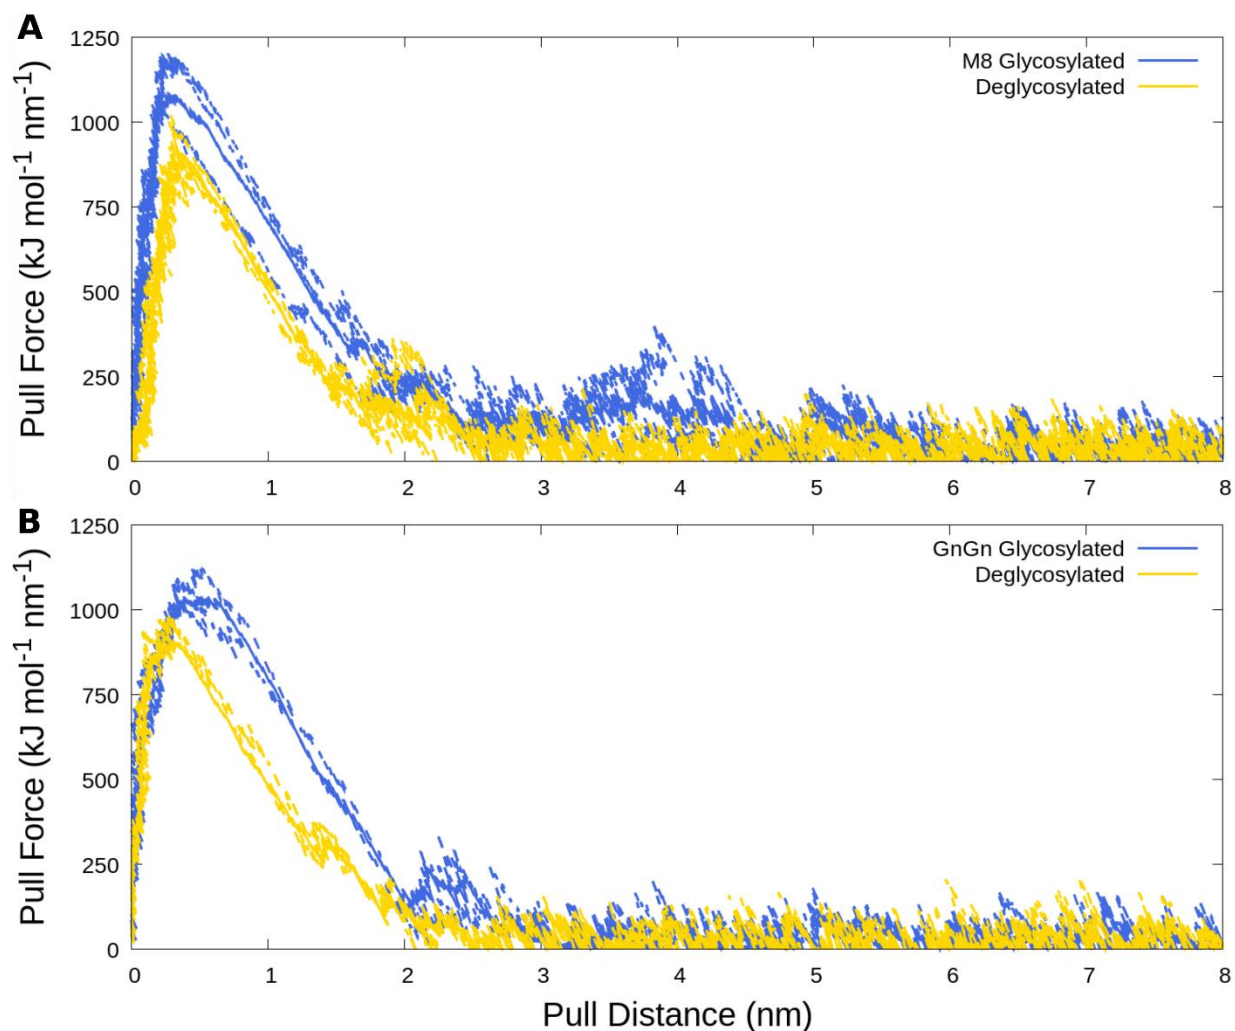 A
1250
1000
750
500
250
0
Pull Force (kJ mol⁻¹ nm⁻¹)
M8 Glycosylated
Deglycosylated
0 1 2 3 4 5 6 7 8
B
1250
1000
750
500
250
0
Pull Force (kJ mol⁻¹ nm⁻¹)
GnGn Glycosylated
Deglycosylated
0 1 2 3 4 5 6 7 8
Pull Distance (nm)